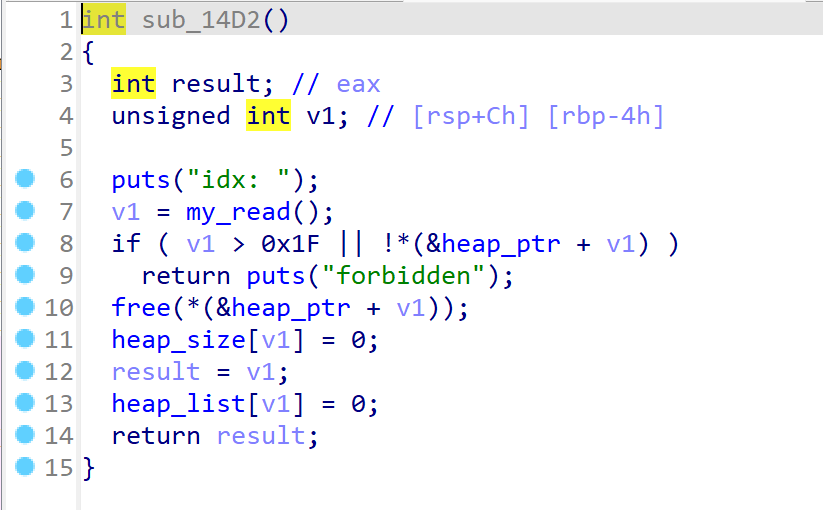 1 int sub_14D2()
2 {
3   int result; // eax
4   unsigned int v1; // [rsp+Ch] [rbp-4h]
5
6   puts("idx: ");
7   v1 = my_read();
8   if ( v1 > 0x1F || !*(&heap_ptr + v1) )
9     return puts("forbidden");
10   free(*(&heap_ptr + v1));
11   heap_size[v1] = 0;
12   result = v1;
13   heap_list[v1] = 0;
14   return result;
15 }